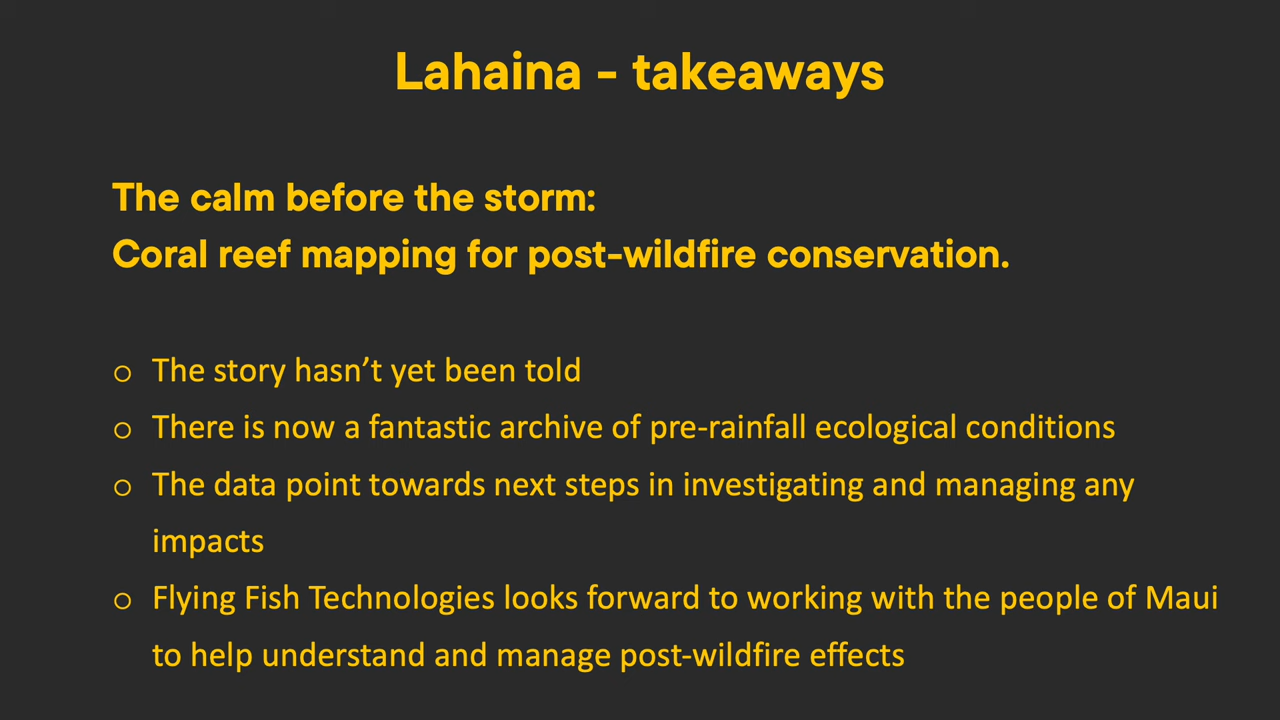 Lahaina - takeaways
The calm before the storm:
Coral reef mapping for post-wildfire conservation.
o The story hasn’t yet been told
o There is now a fantastic archive of pre-rainfall ecological conditions
o The data point towards next steps in investigating and managing any
impacts
o Flying Fish Technologies looks forward to working with the people of Maui
to help understand and manage post-wildfire effects